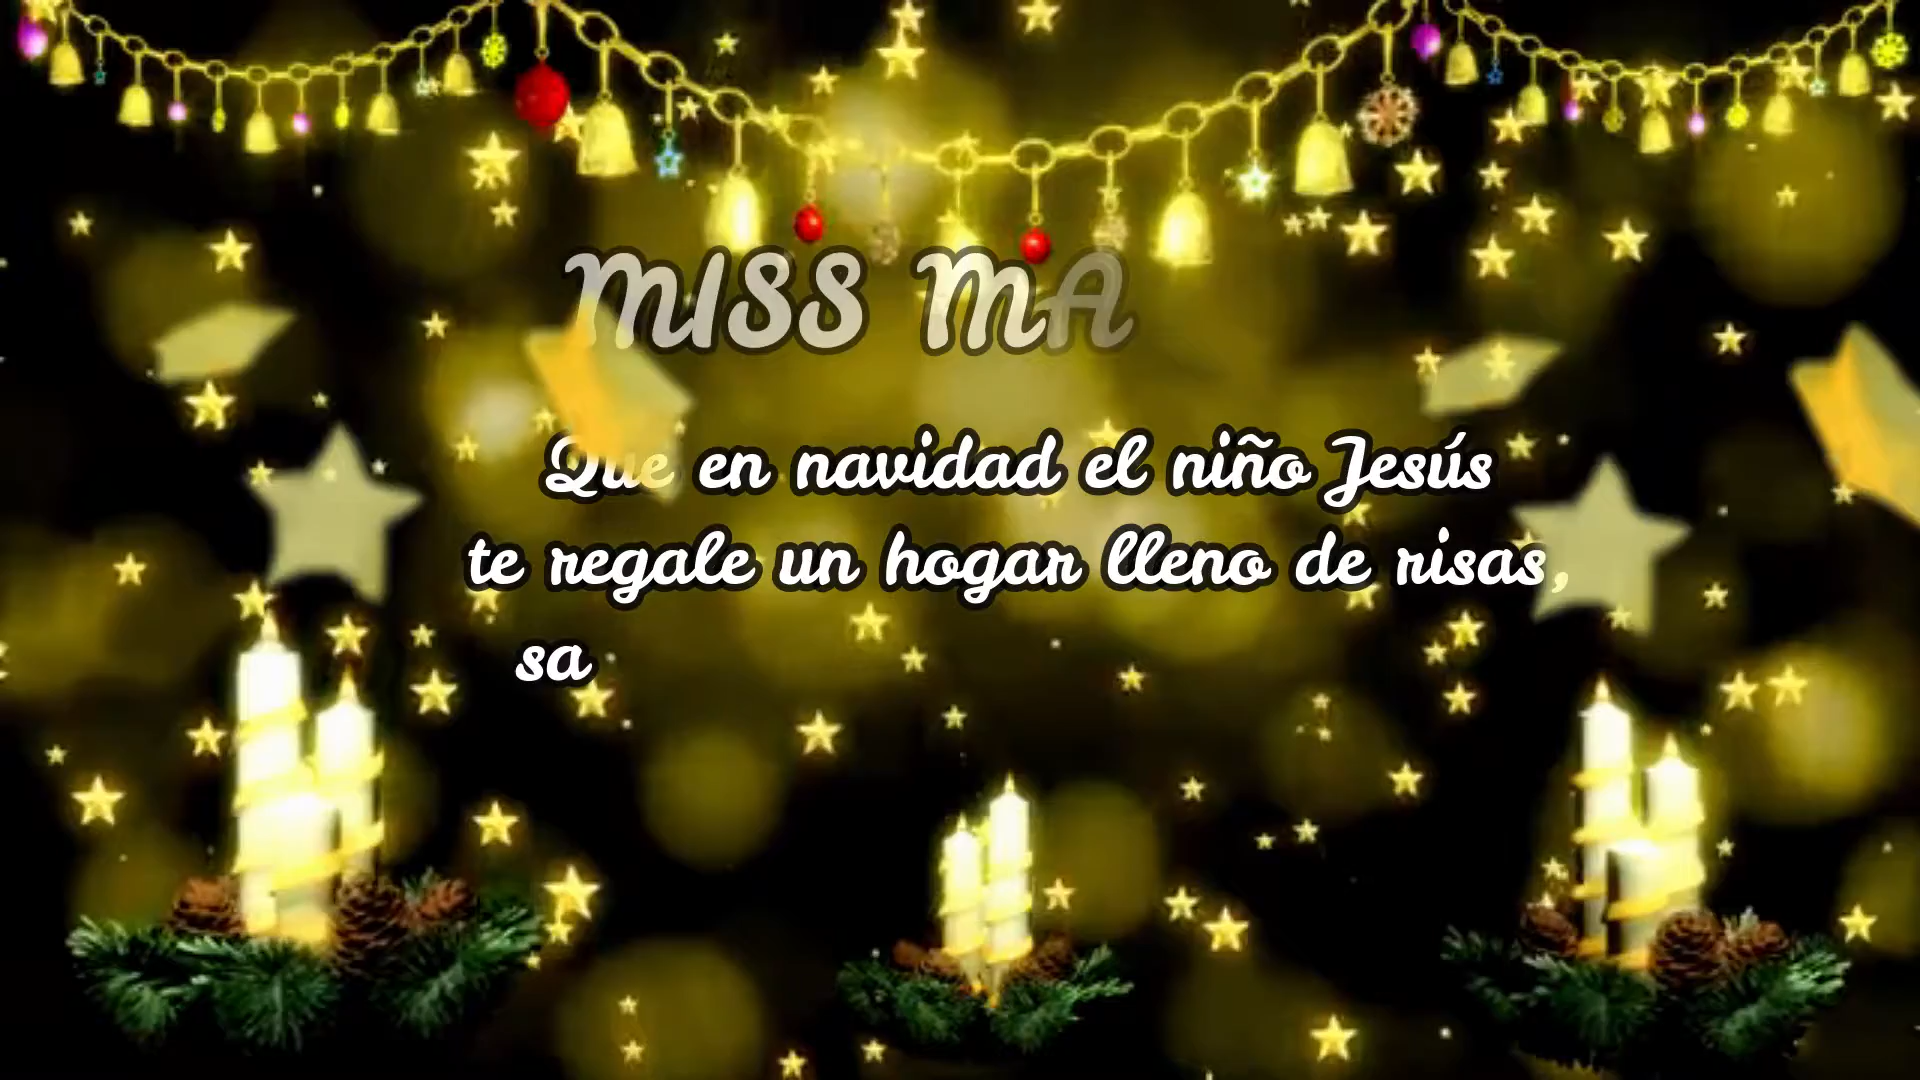 MISS MA
Que en navidad el niño Jesús
te regale un hogar lleno de risas,
sa